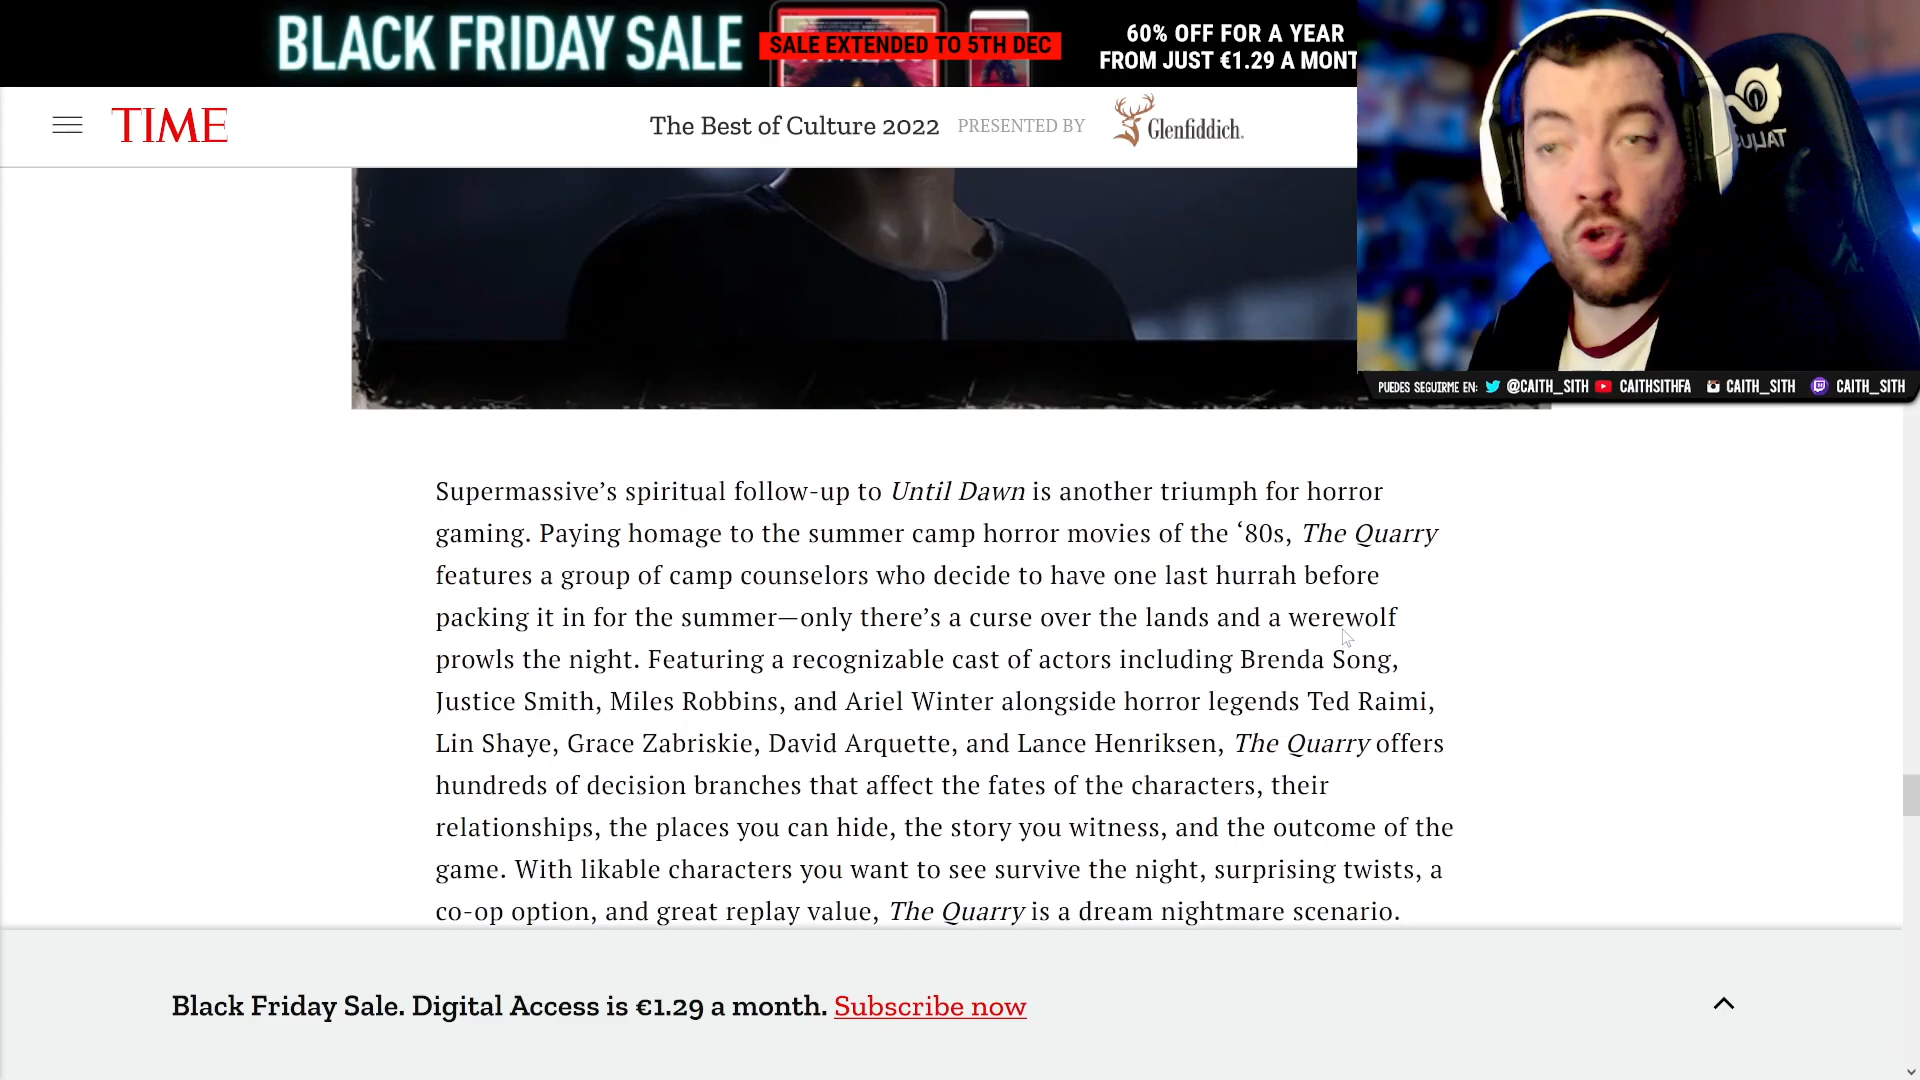 BLACK FRIDAY SALE
SALE EXTENDED TO 5TH DEC
60% OFF FOR A YEAR
FROM JUST €1.29 A MONT
TIME
The Best of Culture 2022 PRESENTED BY Glenfiddich
PUEDES SEGUIRME EN: @CAITH_SITH CAITHSITHFA CAITH_SITH CAITH_SITH
Supermassive’s spiritual follow-up to Until Dawn is another triumph for horror
gaming. Paying homage to the summer camp horror movies of the ‘80s, The Quarry
features a group of camp counselors who decide to have one last hurrah before
packing it in for the summer—only there’s a curse over the lands and a werewolf
prowls the night. Featuring a recognizable cast of actors including Brenda Song,
Justice Smith, Miles Robbins, and Ariel Winter alongside horror legends Ted Raimi,
Lin Shaye, Grace Zabriskie, David Arquette, and Lance Henriksen, The Quarry offers
hundreds of decision branches that affect the fates of the characters, their
relationships, the places you can hide, the story you witness, and the outcome of the
game. With likable characters you want to see survive the night, surprising twists, a
co-op option, and great replay value, The Quarry is a dream nightmare scenario.
Black Friday Sale. Digital Access is €1.29 a month. Subscribe now